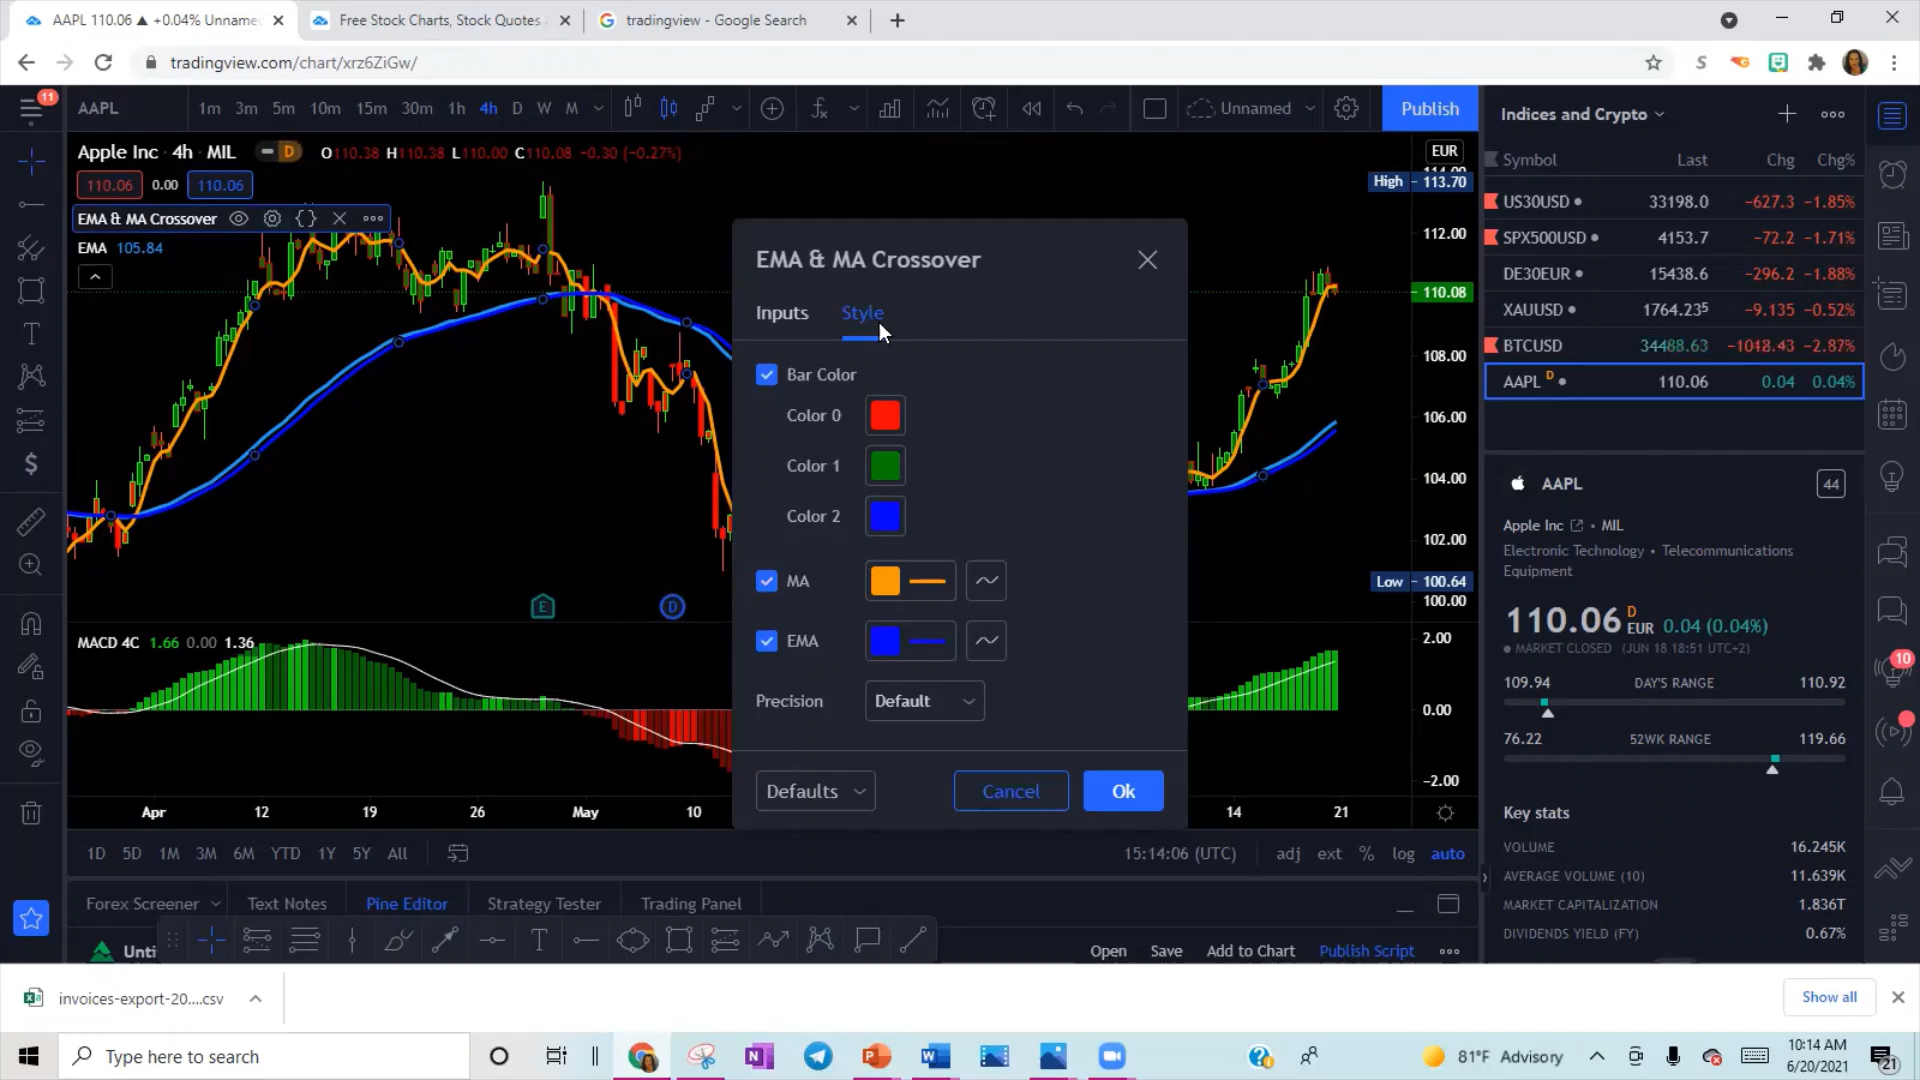 AAPL 110.06 ▲ +0.04% Unname
Free Stock Charts, Stock Quotes
tradingview - Google Search
tradingview.com/chart/xrz6ZiGw/
S
11
AAPL
1m 3m 5m 10m 15m 30m 1h 4h D W M
Unnamed
Publish
Apple Inc · 4h · MIL
D
O110.38 H110.38 L110.00 C110.08 -0.30 (-0.27%)
110.06 0.00 110.06
EMA & MA Crossover
EMA 105.84
EUR
High 113.70
112.00
110.08
108.00
106.00
104.00
102.00
Low 100.64
100.00
E
D
MACD 4C 1.66 0.00 1.36
2.00
0.00
−2.00
Apr 12 19 26 May 10 14 21
EMA & MA Crossover
Inputs Style
Bar Color
Color 0
Color 1
Color 2
MA
EMA
Precision Default
Defaults Cancel Ok
1D 5D 1M 3M 6M YTD 1Y 5Y All
15:14:06 (UTC) adj ext % log auto
Forex Screener Text Notes Pine Editor Strategy Tester Trading Panel
Unti
Open Save Add to Chart Publish Script
Indices and Crypto
Symbol Last Chg Chg%
US30USD 33198.0 −627.3 −1.85%
SPX500USD 4153.7 −72.2 −1.71%
DE30EUR 15438.6 −296.2 −1.88%
XAUUSD 1764.235 −9.135 −0.52%
BTCUSD 34488.63 −1018.43 −2.87%
AAPL D 110.06 0.04 0.04%
AAPL 44
Apple Inc • MIL
Electronic Technology • Telecommunications
Equipment
110.06 D EUR 0.04 (0.04%)
MARKET CLOSED (JUN 18 18:51 UTC+2)
109.94 DAY'S RANGE 110.92
76.22 52WK RANGE 119.66
Key stats
VOLUME 16.245K
AVERAGE VOLUME (10) 11.639K
MARKET CAPITALIZATION 1.836T
DIVIDENDS YIELD (FY) 0.67%
10
invoices-export-20....csv
Show all
Type here to search
81°F Advisory
10:14 AM
6/20/2021
21